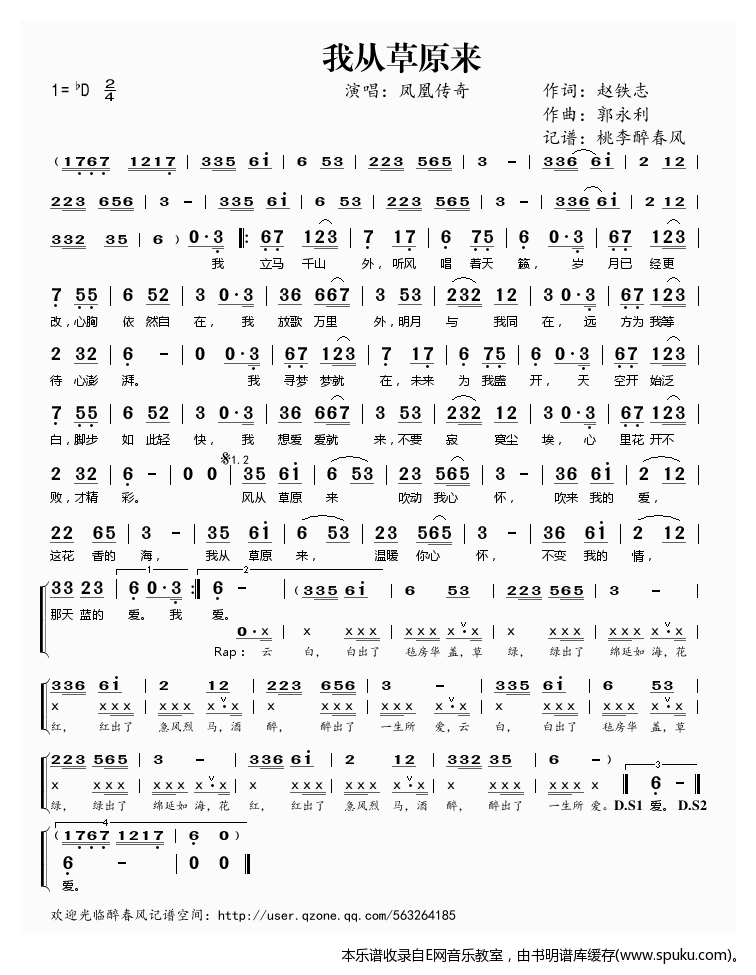 我从草原来
1=♭D 2/4 演唱：凤凰传奇 作词：赵铁志
作曲：郭永利
记谱：桃李醉春风
（1767 1217 | 335 6i | 6 53 | 223 565 | 3 - | 336 6i | 2 12 |
223 656 | 3 - | 335 6i | 6 53 | 223 565 | 3 - | 336 6i | 2 12 |
332 35 | 6 ）| 0·3 ‖: 67 123 | 7 17 | 6 75 | 6 0·3 | 67 123 |
我 立马 千山 外，听风 唱 着天 籁， 岁 月已 经更
7 55 | 6 52 | 3 0·3 | 36 667 | 3 53 | 232 12 | 3 0·3 | 67 123 |
改，心胸 依 然自 在， 我 放歌 万里 外，明月 与 我同 在， 远 方为 我等
2 32 | 6 - | 0 0·3 | 67 123 | 7 17 | 6 75 | 6 0·3 | 67 123 |
待 心澎 湃。 我 寻梦 梦就 在，未来 为 我盛 开， 天 空开 始泛
7 55 | 6 52 | 3 0·3 | 36 667 | 3 53 | 232 12 | 3 0·3 | 67 123 |
白，脚步 如 此轻 快， 我 想爱 爱就 来，不要 寂 寞尘 埃， 心 里花 开不
2 32 | 6 - | 0 0 | 𝄋1.2 35 6i | 6 53 | 23 565 | 3 - | 36 6i | 2 12 |
败，才精 彩。 风从 草原 来 吹动 我心 怀， 吹来 我的 爱，
22 65 | 3 - | 35 6i | 6 53 | 23 565 | 3 - | 36 6i | 2 12 |
这花 香的 海， 我从 草原 来， 温暖 你心 怀， 不变 我的 情，
1 2
33 23 | 6 0·3 :‖ 6 - | （335 6i | 6 53 | 223 565 | 3 - |
那天 蓝的 爱。 我 爱。
0·x | x xxx | xxx x·x | x xxx | xxx x·x |
Rap： 云 白， 白出了 毡房华 盖，草 绿， 绿出了 绵延如 海，花
336 6i | 2 12 | 223 656 | 3 - | 335 6i | 6 53 |
x xxx | xxx x·x | x xxx | xxx x·x | x xxx | xxx x·x |
红， 红出了 急风烈 马，酒 醉， 醉出了 一生所 爱，云 白， 白出了 毡房华 盖，草
223 565 | 3 - | 336 6i | 2 12 | 332 35 | 6 -） 3
x xxx | xxx x·x | x xxx | xxx x·x | x xxx | xxx x ‖ 6 - ‖
绿， 绿出了 绵延如 海，花 红， 红出了 急风烈 马，酒 醉， 醉出了 一生所 爱。 D.S1 爱。 D.S2
4
（1767 1217 | 6 0）
6 - | 0 0 ‖
爱。
欢迎光临醉春风记谱空间：http://user.qzone.qq.com/563264185
本乐谱收录自E网音乐教室，由书明谱库缓存(www.spuku.com)。